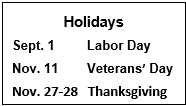 Holidays
Sept. 1 Labor Day
Nov. 11 Veterans' Day
Nov. 27-28 Thanksgiving